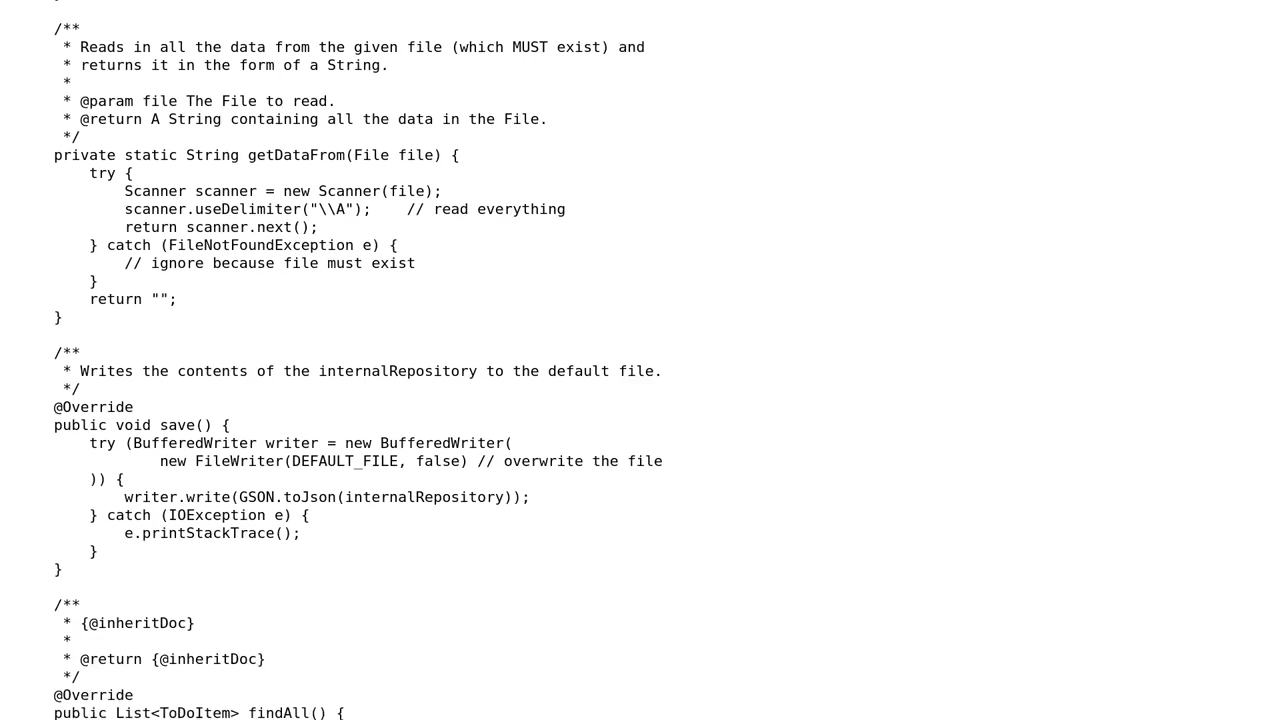 /**
 * Reads in all the data from the given file (which MUST exist) and
 * returns it in the form of a String.
 *
 * @param file The File to read.
 * @return A String containing all the data in the File.
 */
private static String getDataFrom(File file) {
    try {
        Scanner scanner = new Scanner(file);
        scanner.useDelimiter("\\A");    // read everything
        return scanner.next();
    } catch (FileNotFoundException e) {
        // ignore because file must exist
    }
    return "";
}

/**
 * Writes the contents of the internalRepository to the default file.
 */
@Override
public void save() {
    try (BufferedWriter writer = new BufferedWriter(
            new FileWriter(DEFAULT_FILE, false) // overwrite the file
    )) {
        writer.write(GSON.toJson(internalRepository));
    } catch (IOException e) {
        e.printStackTrace();
    }
}

/**
 * {@inheritDoc}
 *
 * @return {@inheritDoc}
 */
@Override
public List<ToDoItem> findAll() {